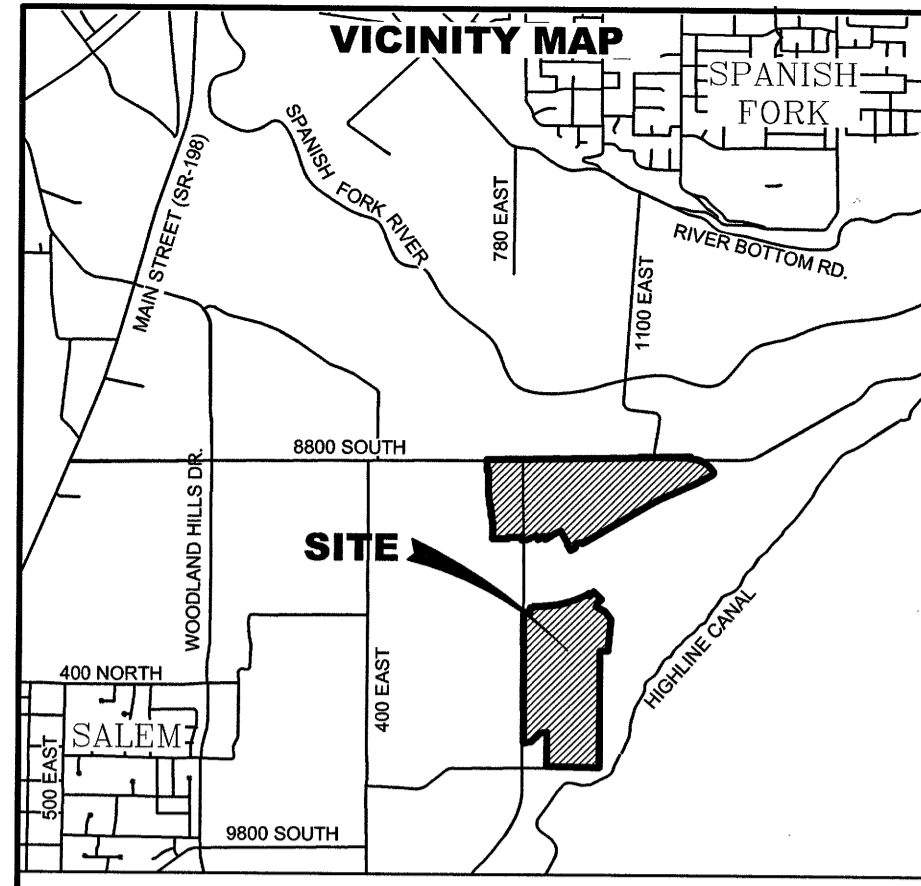 VICINITY MAP
SPANISH
FORK
SPANISH FORK RIVER
MAIN STREET (SR-198)
780 EAST
RIVER BOTTOM RD.
1100 EAST
8800 SOUTH
WOODLAND HILLS DR.
SITE
HIGHLINE CANAL
400 NORTH
400 EAST
SALEM
500 EAST
9800 SOUTH